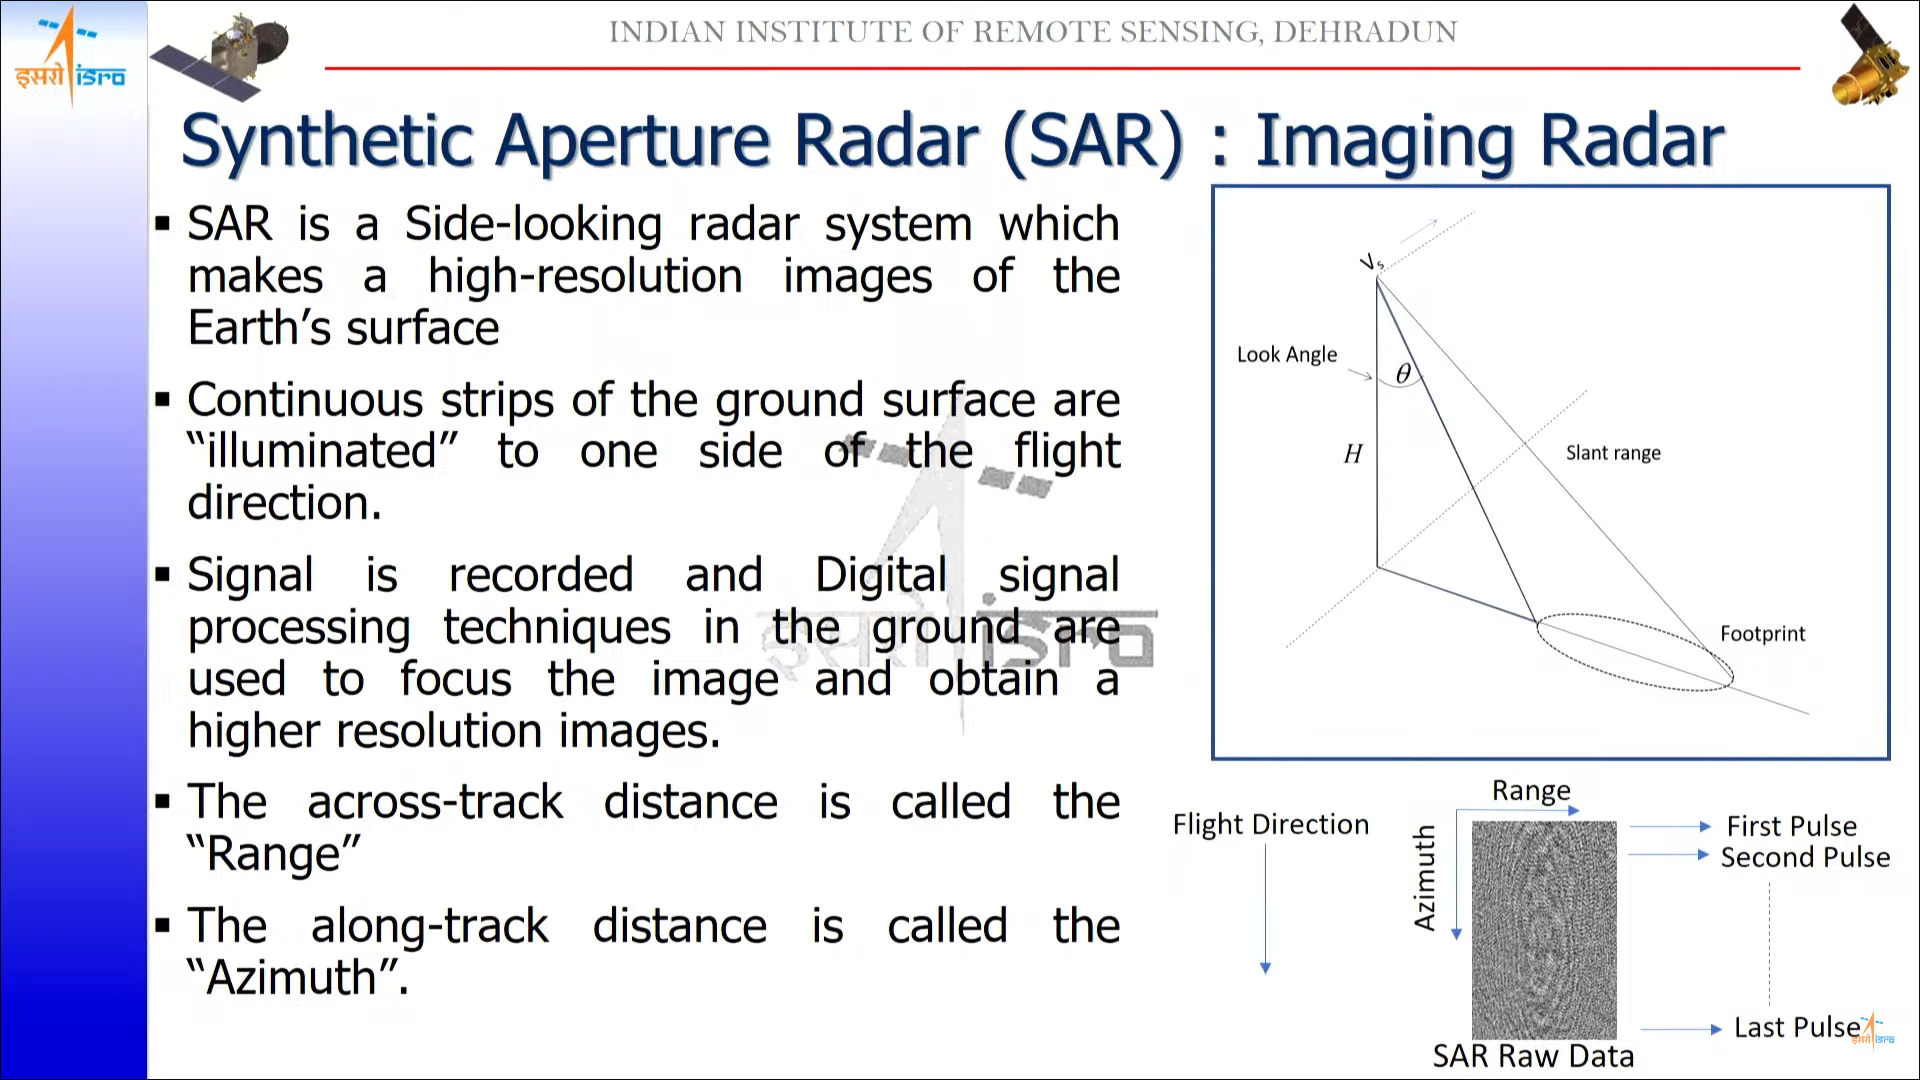 INDIAN INSTITUTE OF REMOTE SENSING, DEHRADUN
इसरो isro
Synthetic Aperture Radar (SAR) : Imaging Radar
▪ SAR is a Side-looking radar system which
makes a high-resolution images of the
Earth’s surface
▪ Continuous strips of the ground surface are
“illuminated” to one side of the flight
direction.
▪ Signal is recorded and Digital signal
processing techniques in the ground are
used to focus the image and obtain a
higher resolution images.
▪ The across-track distance is called the
“Range”
▪ The along-track distance is called the
“Azimuth”.
इसरो isro
Vs
Look Angle
θ
H
Slant range
Footprint
Range
Flight Direction
Azimuth
First Pulse
Second Pulse
Last Pulse
SAR Raw Data
इसरो isro